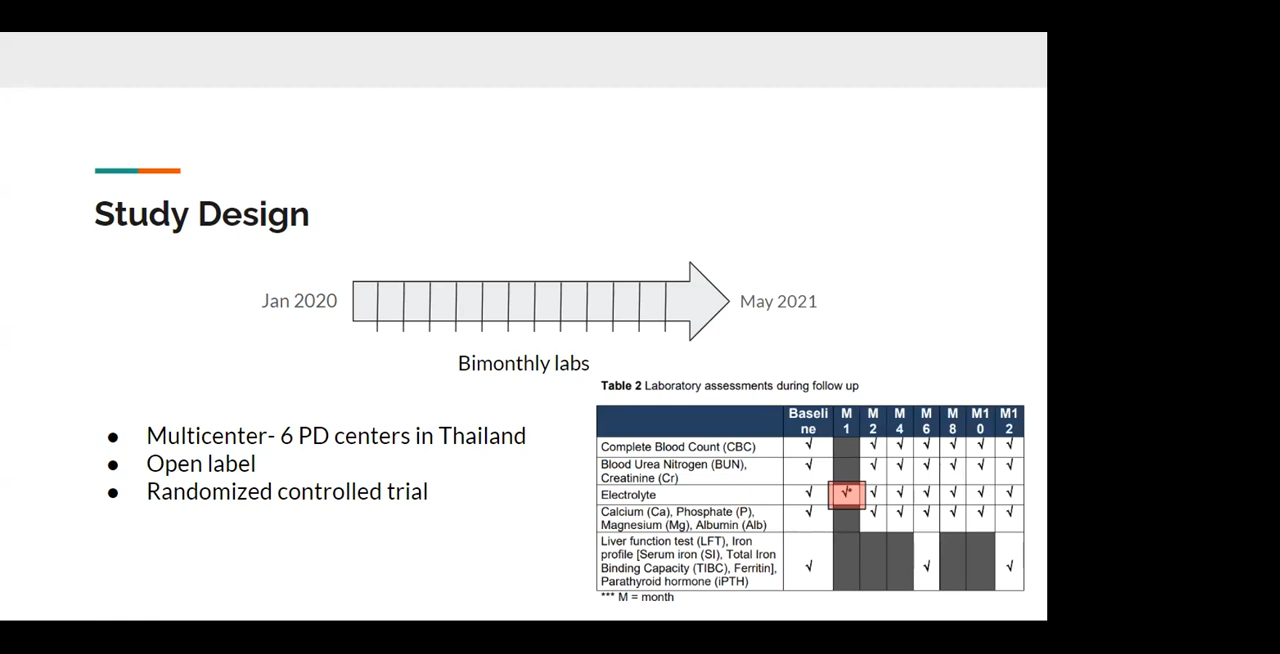 Study Design
Jan 2020
May 2021
Bimonthly labs
● Multicenter- 6 PD centers in Thailand
● Open label
● Randomized controlled trial
Table 2 Laboratory assessments during follow up
Baseli M M M M M M1 M1
ne 1 2 4 6 8 0 2
Complete Blood Count (CBC) √ √ √ √ √ √ √
Blood Urea Nitrogen (BUN), √ √ √ √ √ √ √
Creatinine (Cr)
Electrolyte √ √* √ √ √ √ √ √
Calcium (Ca), Phosphate (P), √ √ √ √ √ √ √
Magnesium (Mg), Albumin (Alb)
Liver function test (LFT), Iron
profile [Serum iron (SI), Total Iron
Binding Capacity (TIBC), Ferritin], √ √ √
Parathyroid hormone (iPTH)
*** M = month